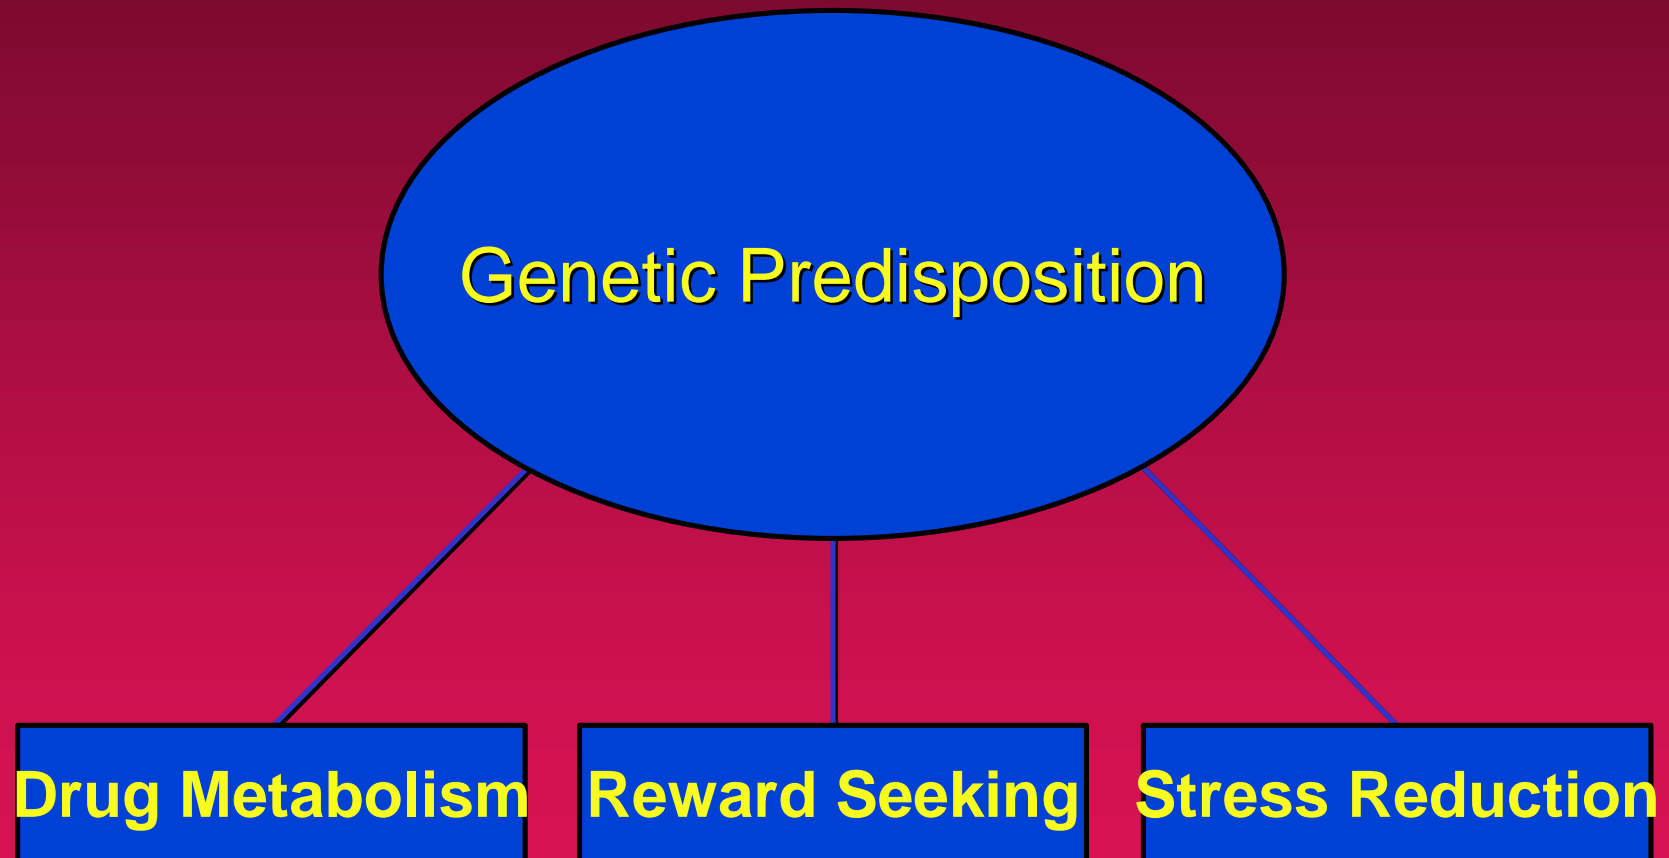 Genetic Predisposition
Drug Metabolism
Reward Seeking
Stress Reduction